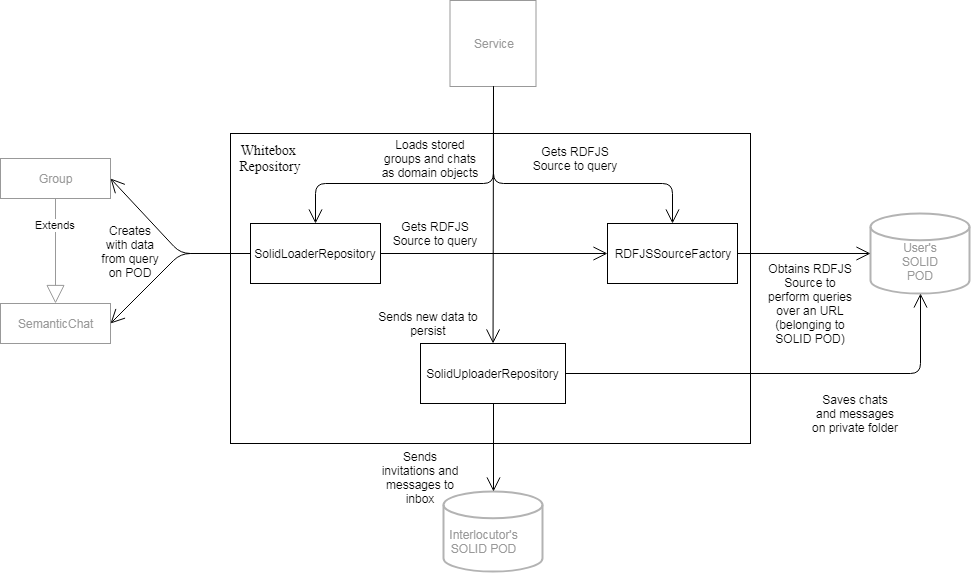 Service
Whitebox
Repository
Loads stored
groups and chats
as domain objects
Gets RDFJS
Source to query
Group
Extends
SemanticChat
Creates
with data
from query
on POD
SolidLoaderRepository
Gets RDFJS
Source to query
RDFJSSourceFactory
User's
SOLID
POD
Obtains RDFJS
Source to
perform queries
over an URL
(belonging to
SOLID POD)
Sends new data to
persist
SolidUploaderRepository
Saves chats
and messages
on private folder
Sends
invitations and
messages to
inbox
Interlocutor's
SOLID POD